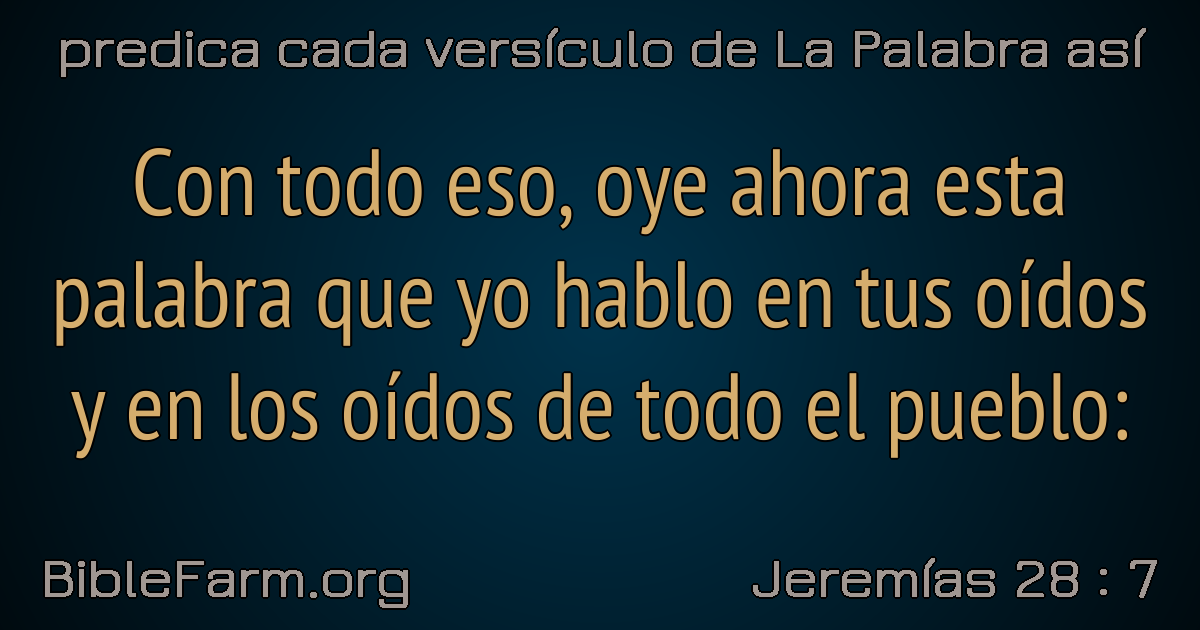 predica cada versículo de La Palabra así
Con todo eso, oye ahora esta
palabra que yo hablo en tus oídos
y en los oídos de todo el pueblo:
BibleFarm.org
Jeremías 28 : 7